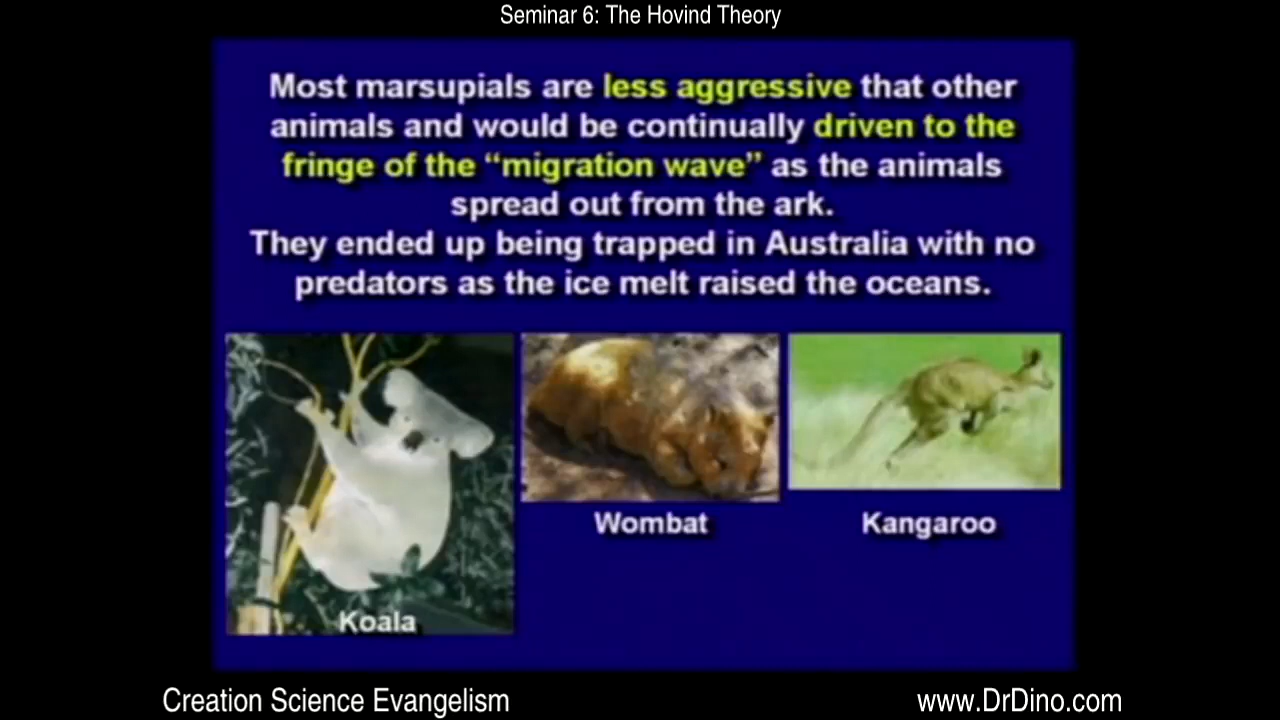 Seminar 6: The Hovind Theory
Most marsupials are less aggressive that other
animals and would be continually driven to the
fringe of the “migration wave” as the animals
spread out from the ark.
They ended up being trapped in Australia with no
predators as the ice melt raised the oceans.
Koala
Wombat
Kangaroo
Creation Science Evangelism
www.DrDino.com